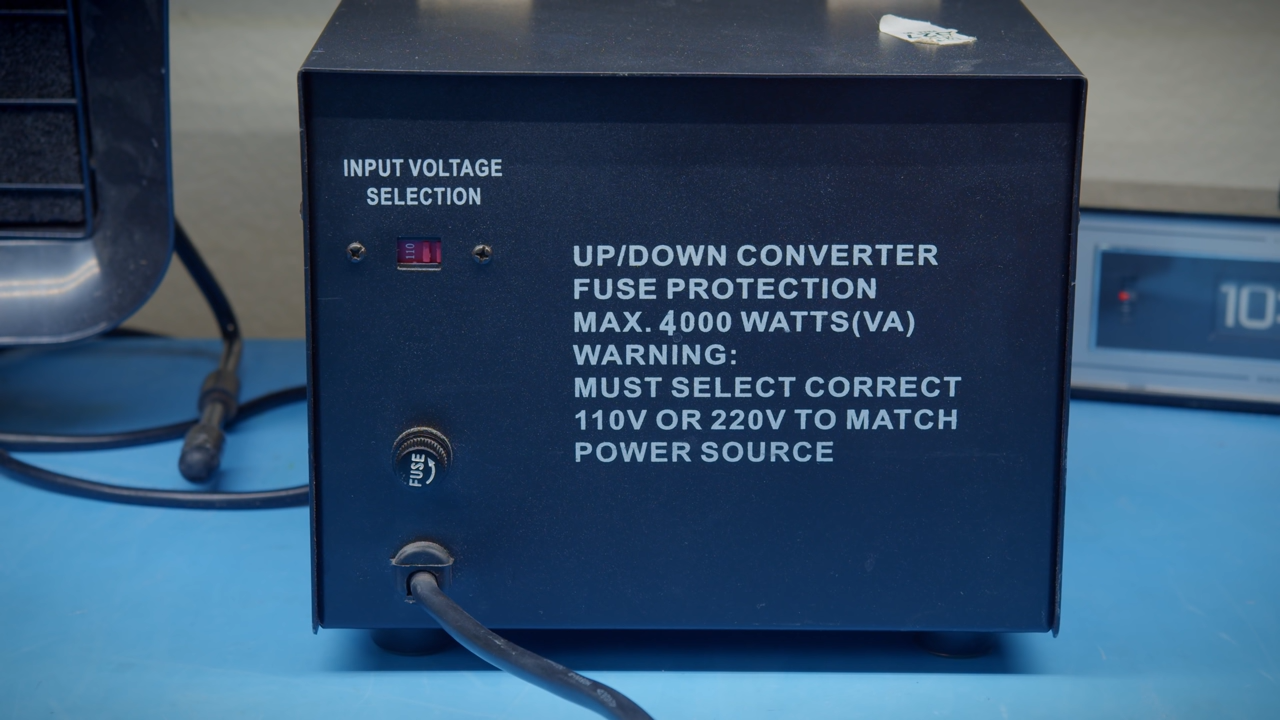 INPUT VOLTAGE
SELECTION
110
UP/DOWN CONVERTER
FUSE PROTECTION
MAX. 4000 WATTS(VA)
WARNING:
MUST SELECT CORRECT
110V OR 220V TO MATCH
POWER SOURCE
FUSE
10